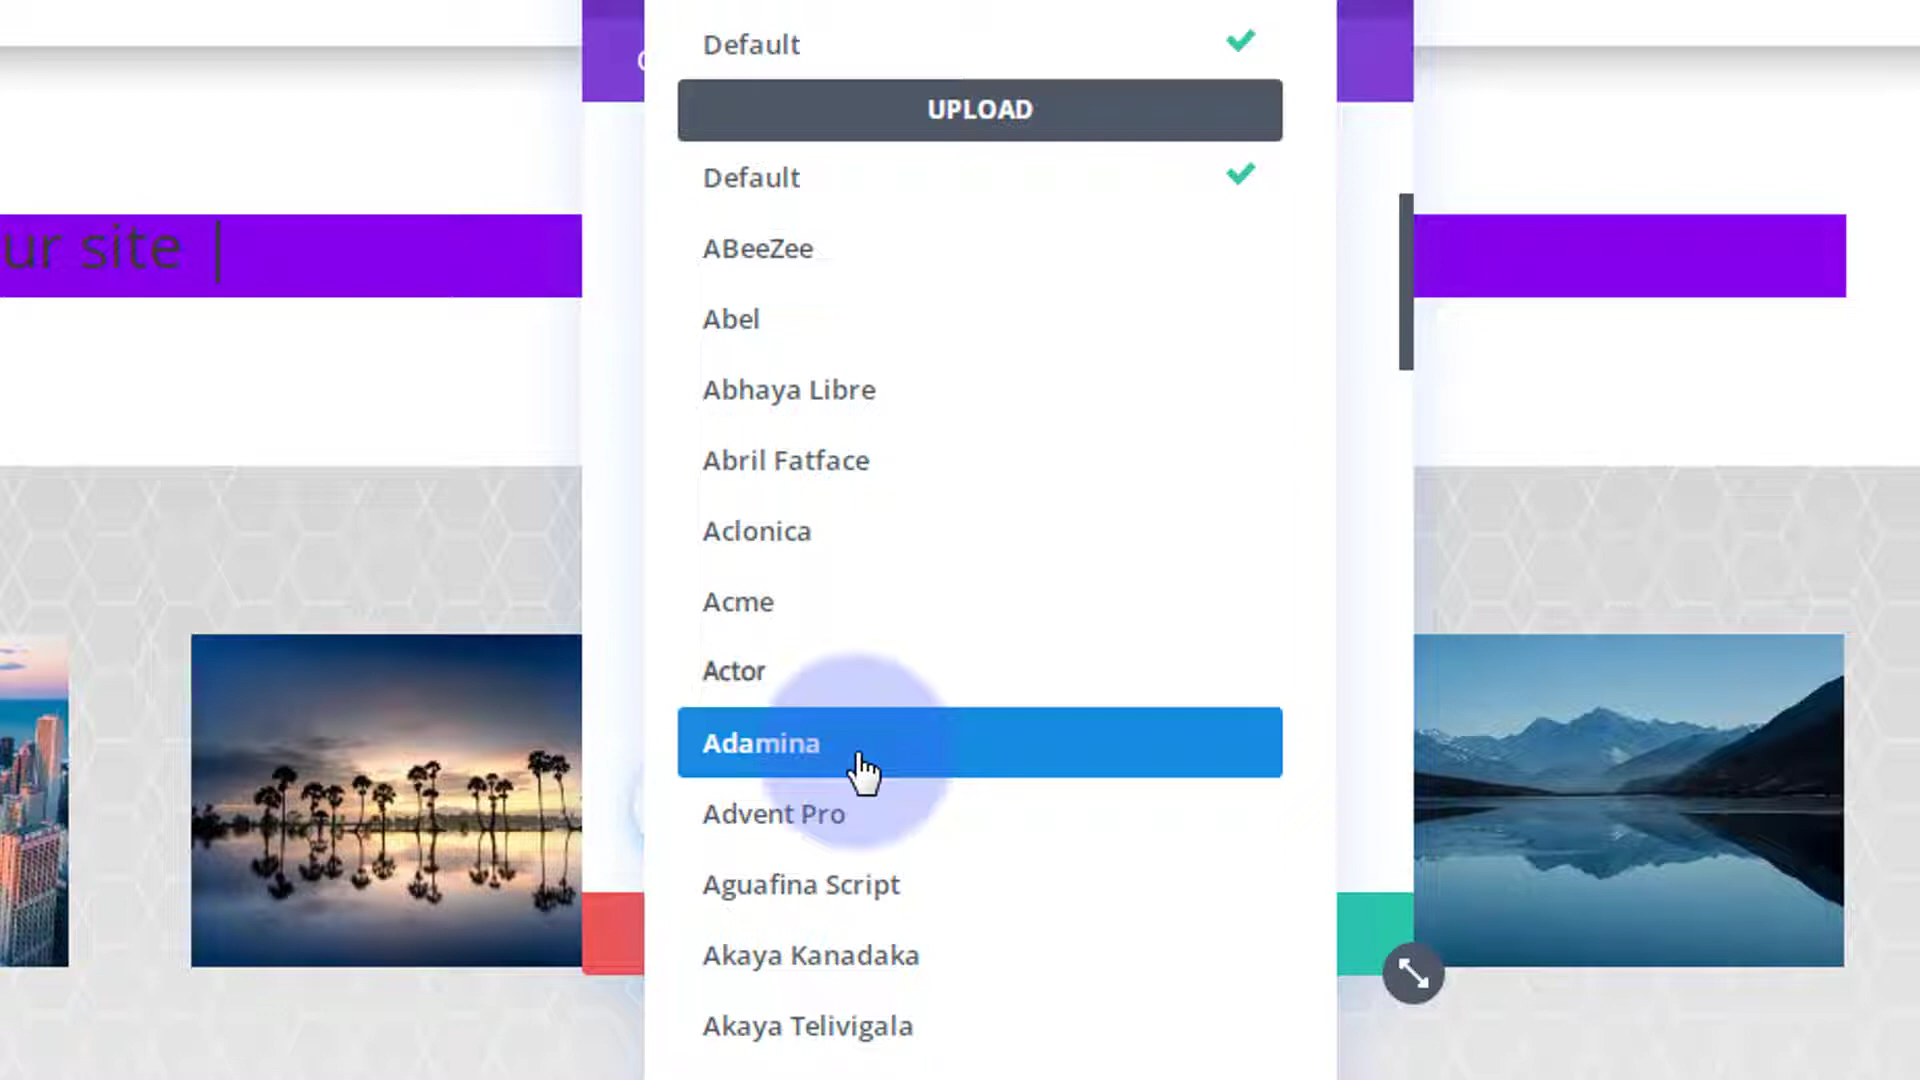 Default
UPLOAD
Default
ur site |
ABeeZee
Abel
Abhaya Libre
Abril Fatface
Aclonica
Acme
Actor
Adamina
Advent Pro
Aguafina Script
Akaya Kanadaka
Akaya Telivigala